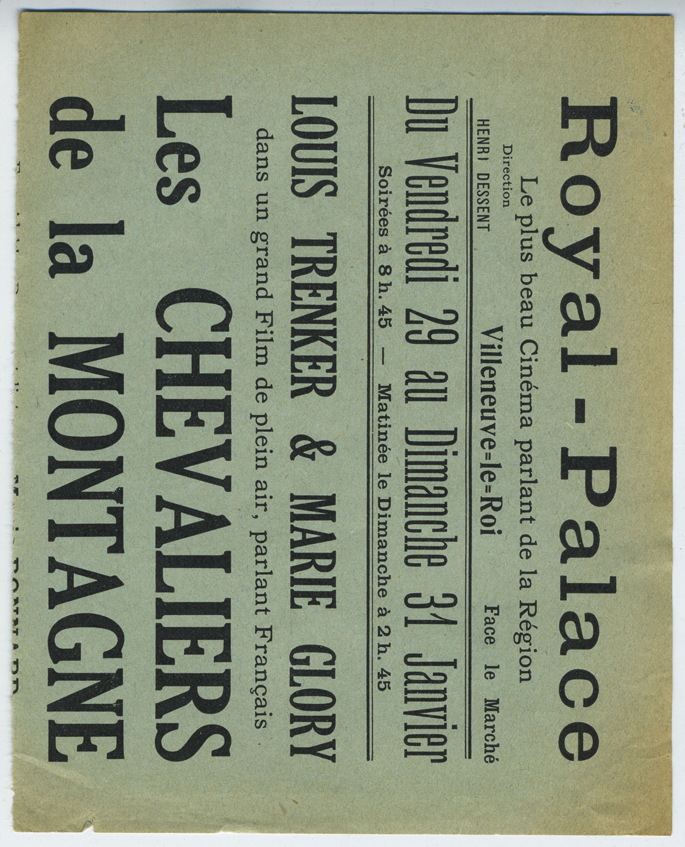 Royal-Palace
Le plus beau Cinéma parlant de la Région
Direction
HENRI DESSENT Villeneuve=le=Roi Face le Marché
Du Vendredi 29 au Dimanche 31 Janvier
Soirées à 8 h. 45 — Matinée le Dimanche à 2 h. 45
LOUIS TRENKER & MARIE GLORY
dans un grand Film de plein air, parlant Français
Les CHEVALIERS
de la MONTAGNE